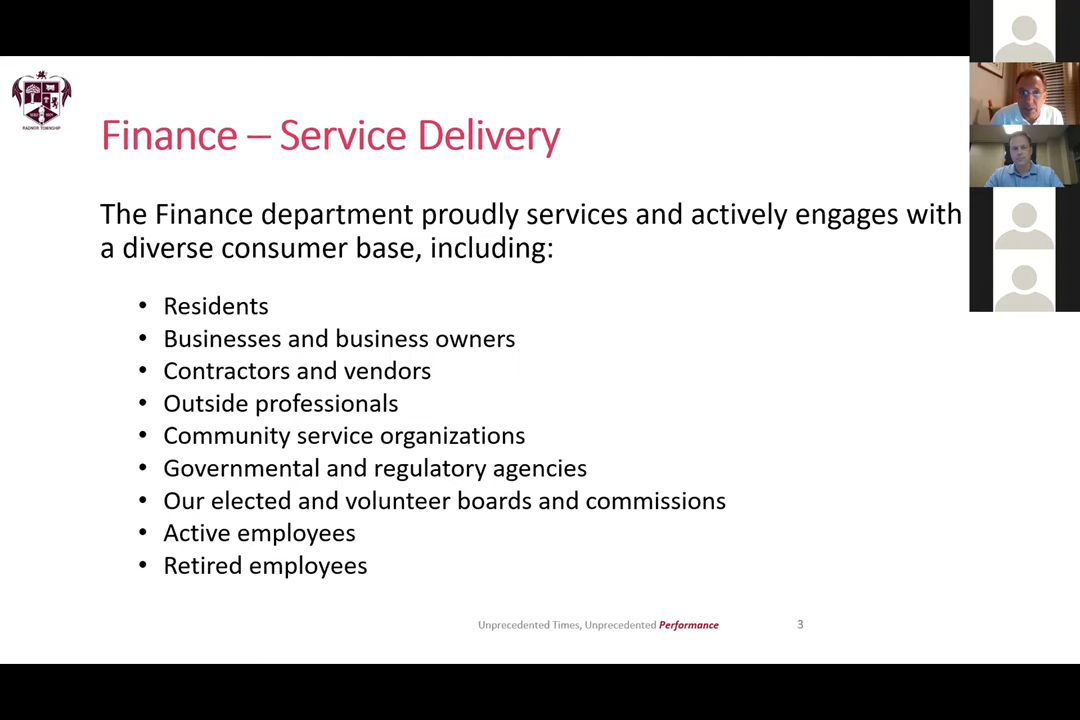 RADNOR TOWNSHIP
Finance – Service Delivery
The Finance department proudly services and actively engages with
a diverse consumer base, including:
• Residents
• Businesses and business owners
• Contractors and vendors
• Outside professionals
• Community service organizations
• Governmental and regulatory agencies
• Our elected and volunteer boards and commissions
• Active employees
• Retired employees
Unprecedented Times, Unprecedented Performance
3